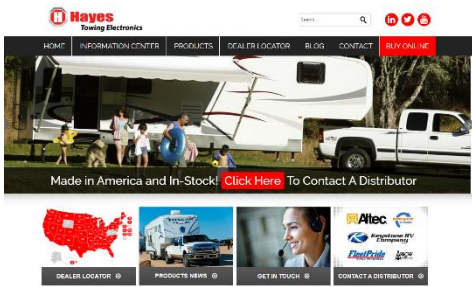 Hayes
Towing Electronics
Search...
HOME
INFORMATION CENTER
PRODUCTS
DEALER LOCATOR
BLOG
CONTACT
BUY ONLINE
Made in America and In-Stock! Click Here To Contact A Distributor
Altec
Keystone RV
Company
FleetPride
DEALER LOCATOR
PRODUCTS NEWS
GET IN TOUCH
CONTACT A DISTRIBUTOR